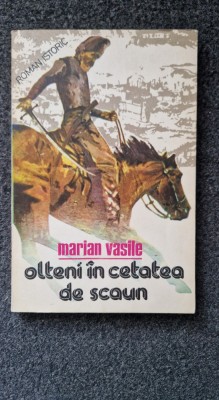 ROMAN ISTORIC
marian vasile
olteni în cetatea
de scaun